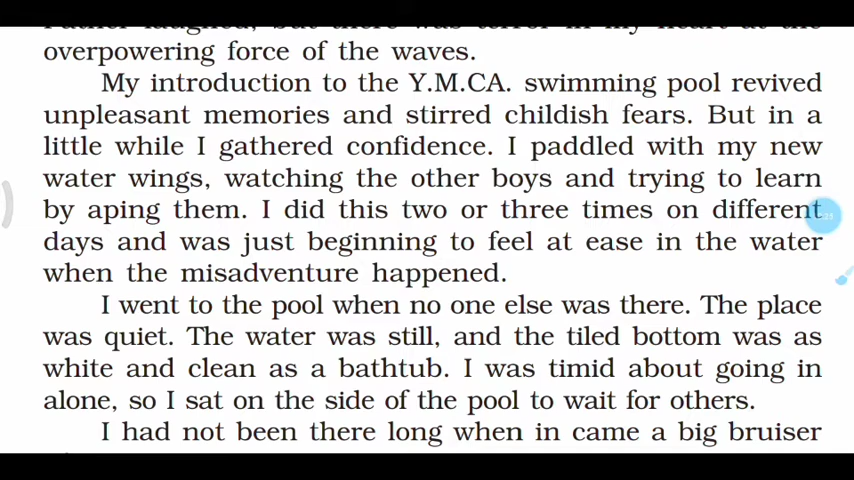 overpowering force of the waves.
My introduction to the Y.M.CA. swimming pool revived
unpleasant memories and stirred childish fears. But in a
little while I gathered confidence. I paddled with my new
water wings, watching the other boys and trying to learn
by aping them. I did this two or three times on different
days and was just beginning to feel at ease in the water
when the misadventure happened.
I went to the pool when no one else was there. The place
was quiet. The water was still, and the tiled bottom was as
white and clean as a bathtub. I was timid about going in
alone, so I sat on the side of the pool to wait for others.
I had not been there long when in came a big bruiser